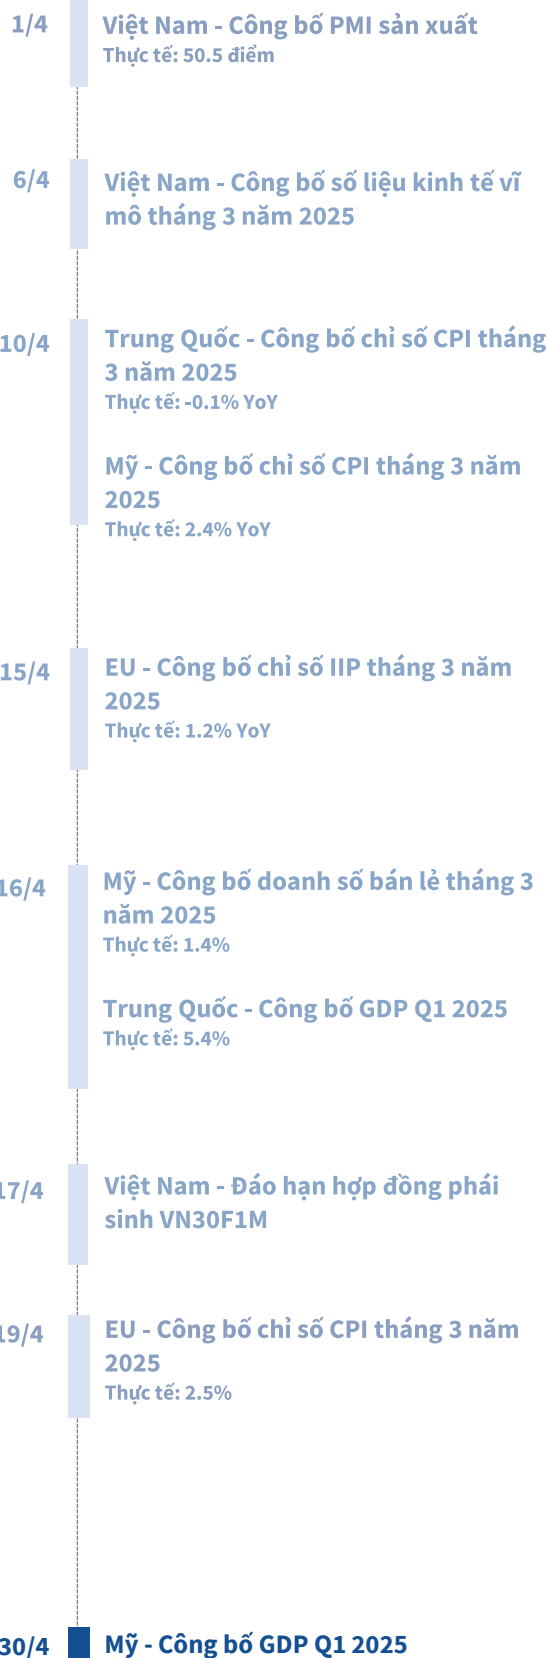 1/4
Việt Nam - Công bố PMI sản xuất
Thực tế: 50.5 điểm
6/4
Việt Nam - Công bố số liệu kinh tế vĩ
mô tháng 3 năm 2025
10/4
Trung Quốc - Công bố chỉ số CPI tháng
3 năm 2025
Thực tế: -0.1% YoY
Mỹ - Công bố chỉ số CPI tháng 3 năm
2025
Thực tế: 2.4% YoY
15/4
EU - Công bố chỉ số IIP tháng 3 năm
2025
Thực tế: 1.2% YoY
16/4
Mỹ - Công bố doanh số bán lẻ tháng 3
năm 2025
Thực tế: 1.4%
Trung Quốc - Công bố GDP Q1 2025
Thực tế: 5.4%
17/4
Việt Nam - Đáo hạn hợp đồng phái
sinh VN30F1M
19/4
EU - Công bố chỉ số CPI tháng 3 năm
2025
Thực tế: 2.5%
30/4
Mỹ - Công bố GDP Q1 2025